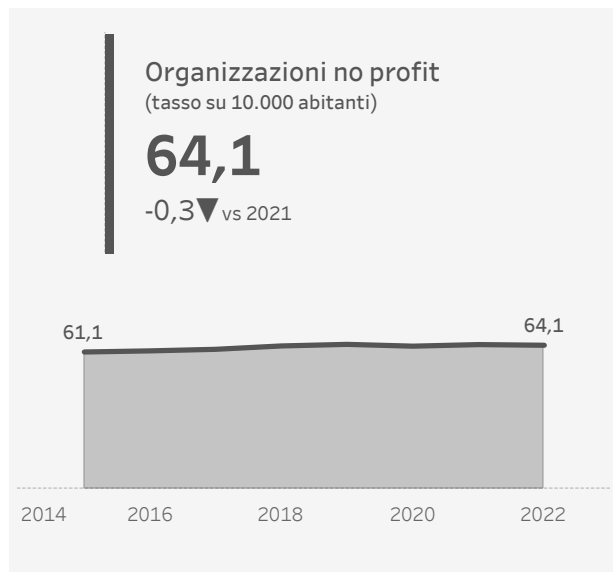 Organizzazioni no profit
(tasso su 10.000 abitanti)
64,1
-0,3▼ vs 2021
61,1
64,1
2014 2016 2018 2020 2022